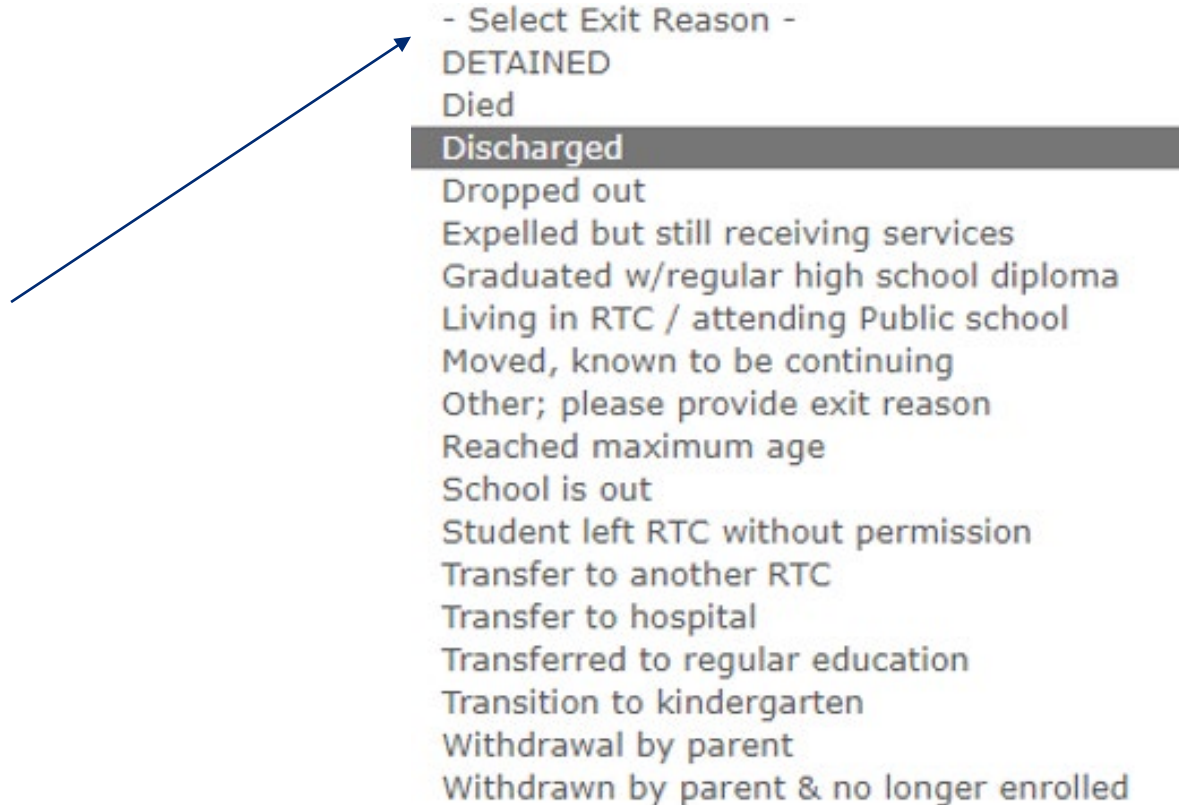 - Select Exit Reason -
DETAINED
Died
Discharged
Dropped out
Expelled but still receiving services
Graduated w/regular high school diploma
Living in RTC / attending Public school
Moved, known to be continuing
Other; please provide exit reason
Reached maximum age
School is out
Student left RTC without permission
Transfer to another RTC
Transfer to hospital
Transferred to regular education
Transition to kindergarten
Withdrawal by parent
Withdrawn by parent & no longer enrolled